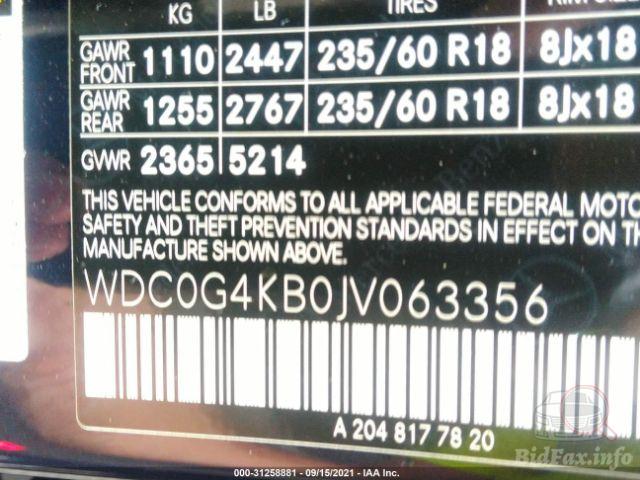 KG LB TIRES
GAWR FRONT 1110 2447 235/60 R18 8Jx18
GAWR REAR 1255 2767 235/60 R18 8Jx18
GVWR 2365 5214
THIS VEHICLE CONFORMS TO ALL APPLICABLE FEDERAL MOTO
SAFETY AND THEFT PREVENTION STANDARDS IN EFFECT ON TH
MANUFACTURE SHOWN ABOVE.
WDC0G4KB0JV063356
A 204 817 78 20
000-31258881 - 09/15/2021 - IAA Inc.
BidFax.info